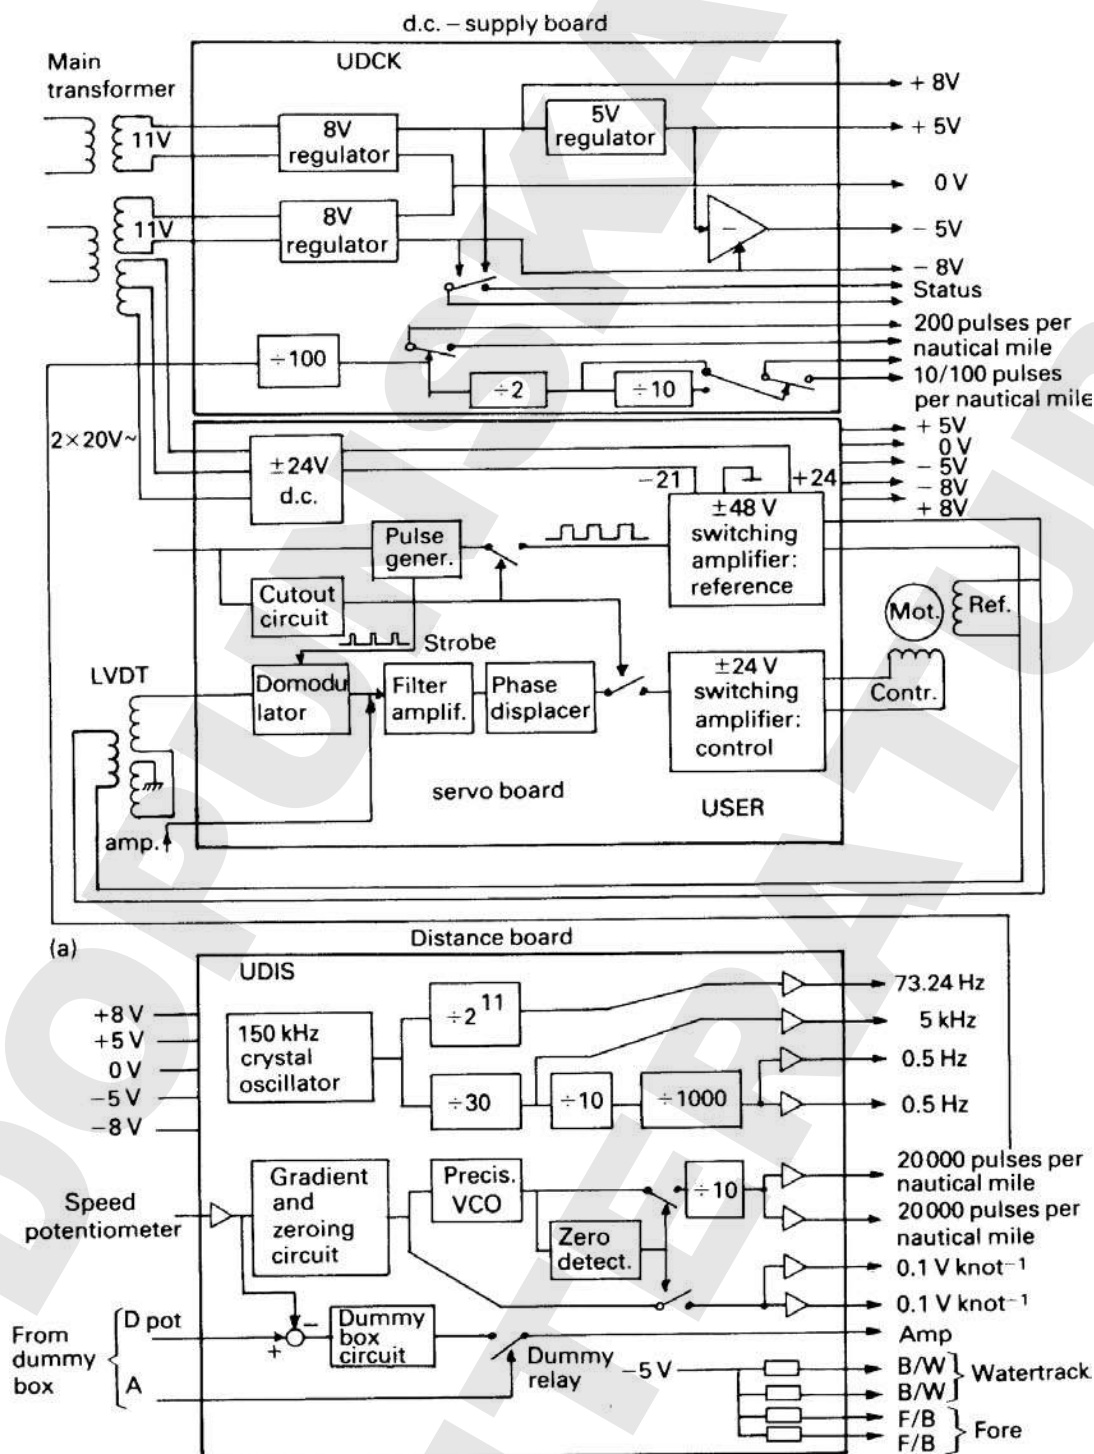 d.c. – supply board
UDCK
Main
transformer
11V
11V
8V
regulator
8V
regulator
5V
regulator
–
+ 8V
+ 5V
0 V
– 5V
– 8V
Status
200 pulses per
nautical mile
10/100 pulses
per nautical mile
÷100
÷2
÷10
2×20V~
±24V
d.c.
–21
+24
+ 5V
0 V
– 5V
– 8V
+ 8V
Pulse
gener.
±48 V
switching
amplifier:
reference
Cutout
circuit
Strobe
Mot.
Ref.
LVDT
Domodu
lator
Filter
amplif.
Phase
displacer
±24 V
switching
amplifier:
control
Contr.
servo board
USER
amp.
(a)
Distance board
UDIS
+8 V
+5V
0 V
–5 V
–8 V
150 kHz
crystal
oscillator
÷2 11
÷30
÷10
÷1000
73.24 Hz
5 kHz
0.5 Hz
0.5 Hz
Speed
potentiometer
Gradient
and
zeroing
circuit
Precis.
VCO
Zero
detect.
÷10
20 000 pulses per
nautical mile
20 000 pulses per
nautical mile
0.1 V knot⁻¹
0.1 V knot⁻¹
From
dummy
box
D pot
A
+
–
Dummy
box
circuit
Dummy
relay
Amp
–5 V
B/W
B/W
Watertrack
F/B
F/B
Fore
DOPUNSKA
LITERATURA